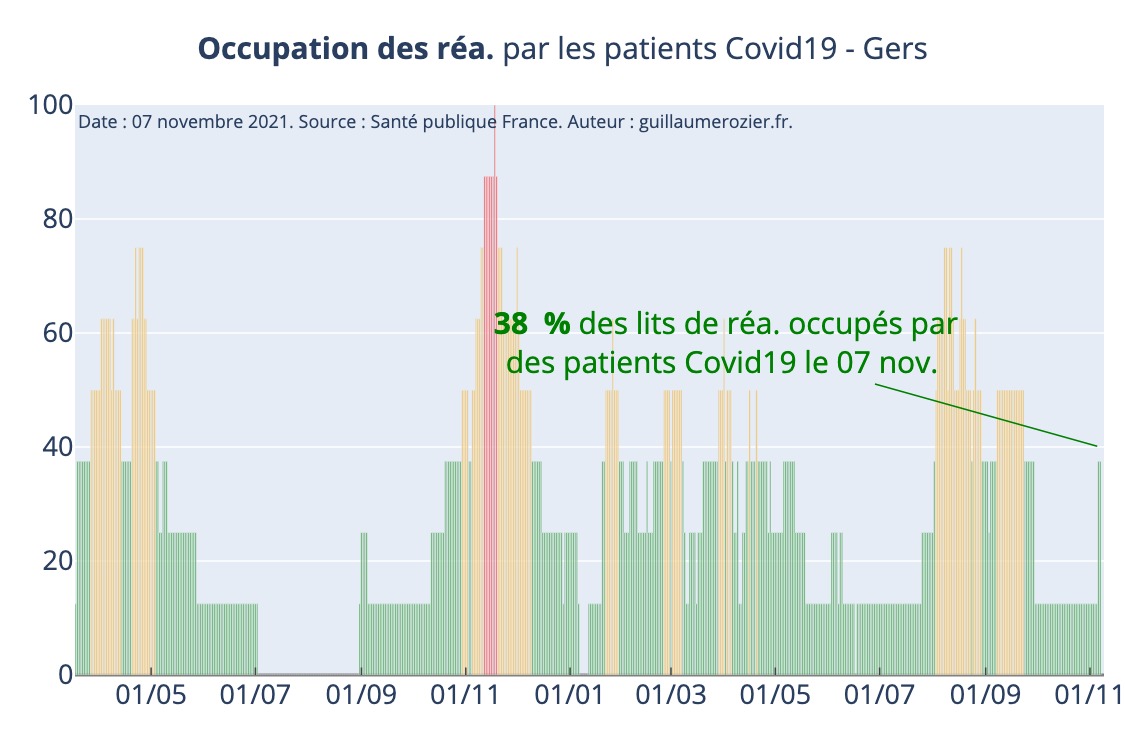 Occupation des réa. par les patients Covid19 - Gers
100
Date : 07 novembre 2021. Source : Santé publique France. Auteur : guillaumerozier.fr.
80
60
38 % des lits de réa. occupés par
des patients Covid19 le 07 nov.
40
20
0
01/05 01/07 01/09 01/11 01/01 01/03 01/05 01/07 01/09 01/11